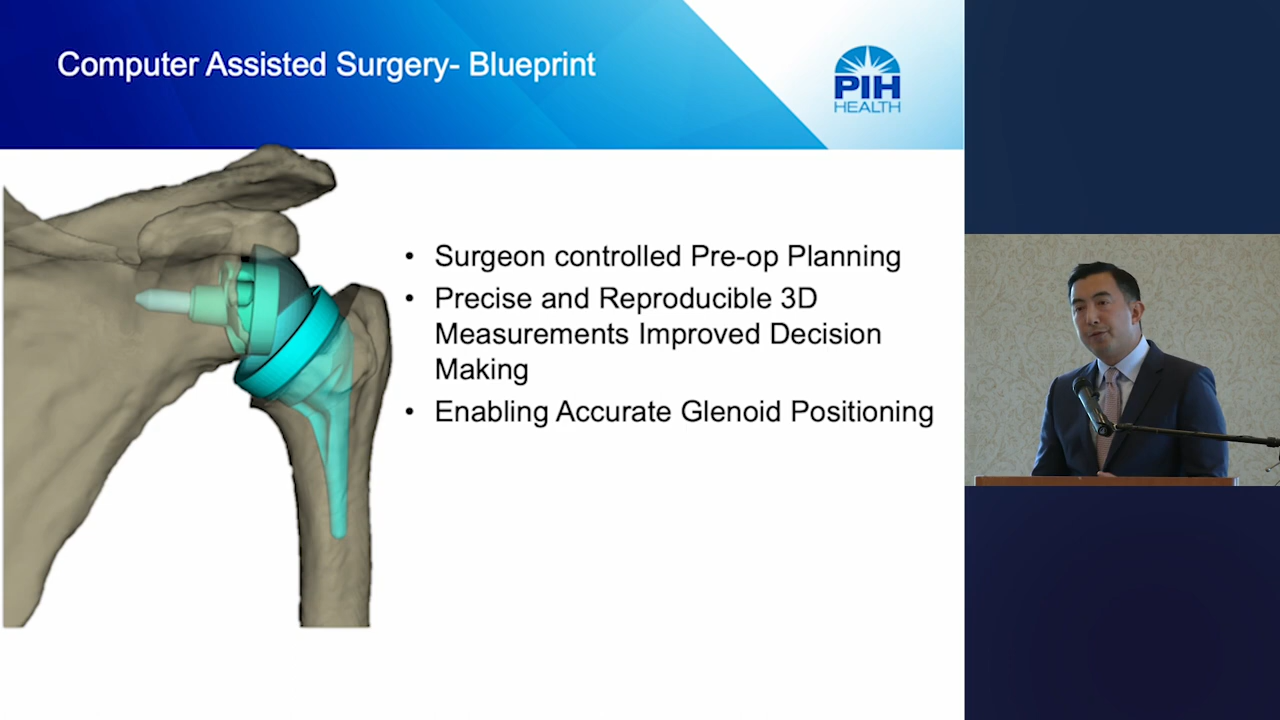 Computer Assisted Surgery- Blueprint
PIH
HEALTH
• Surgeon controlled Pre-op Planning
• Precise and Reproducible 3D
Measurements Improved Decision
Making
• Enabling Accurate Glenoid Positioning